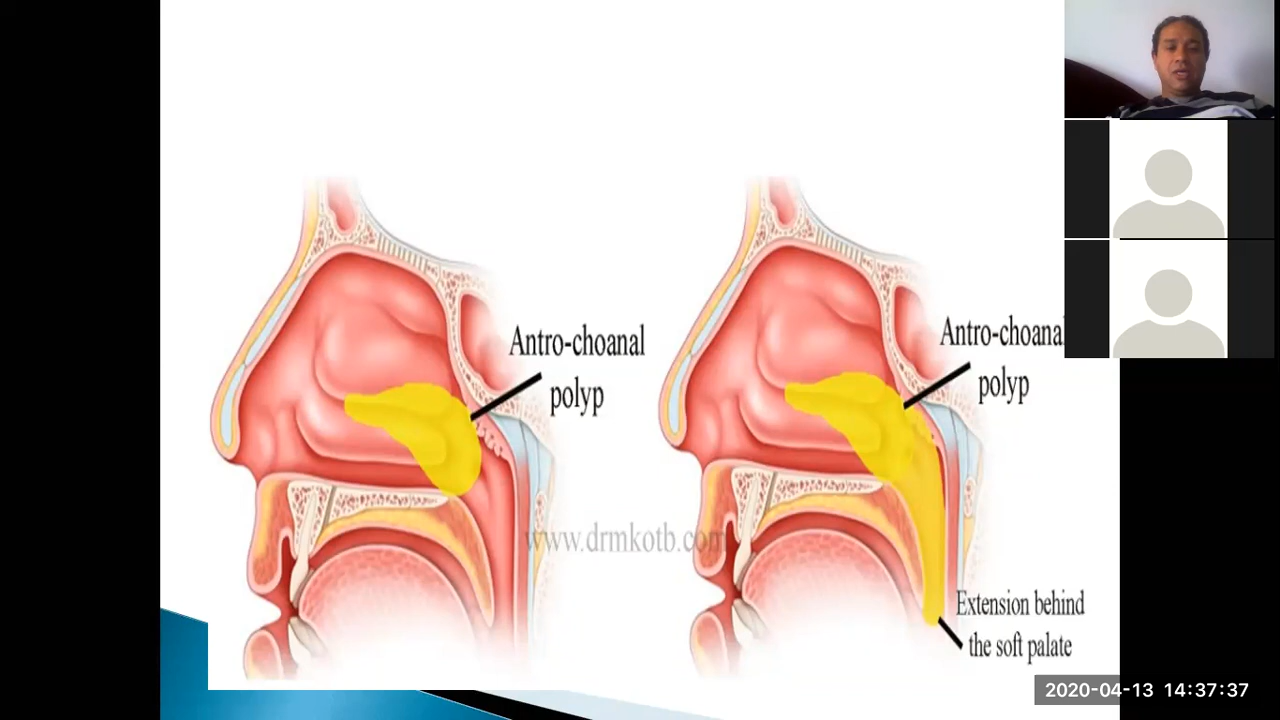 Antro-choanal
polyp
Antro-choanal
polyp
www.drmkotb.com
Extension behind
the soft palate
2020-04-13 14:37:37